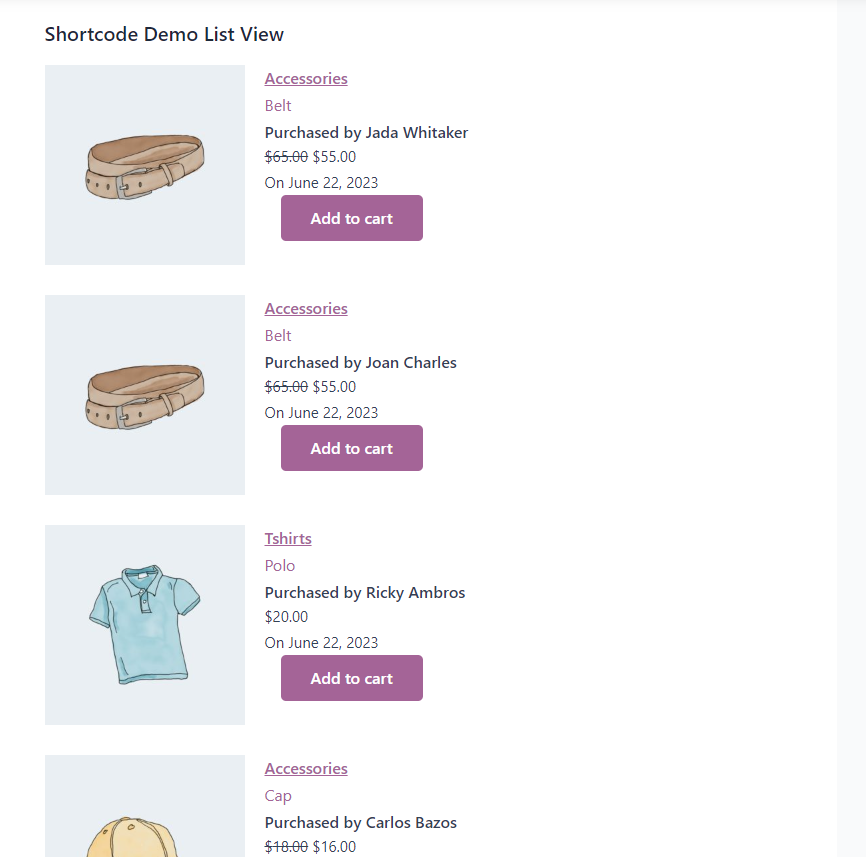 Shortcode Demo List View
Accessories
Belt
Purchased by Jada Whitaker
$65.00 $55.00
On June 22, 2023
Add to cart
Accessories
Belt
Purchased by Joan Charles
$65.00 $55.00
On June 22, 2023
Add to cart
Tshirts
Polo
Purchased by Ricky Ambros
$20.00
On June 22, 2023
Add to cart
Accessories
Cap
Purchased by Carlos Bazos
$18.00 $16.00